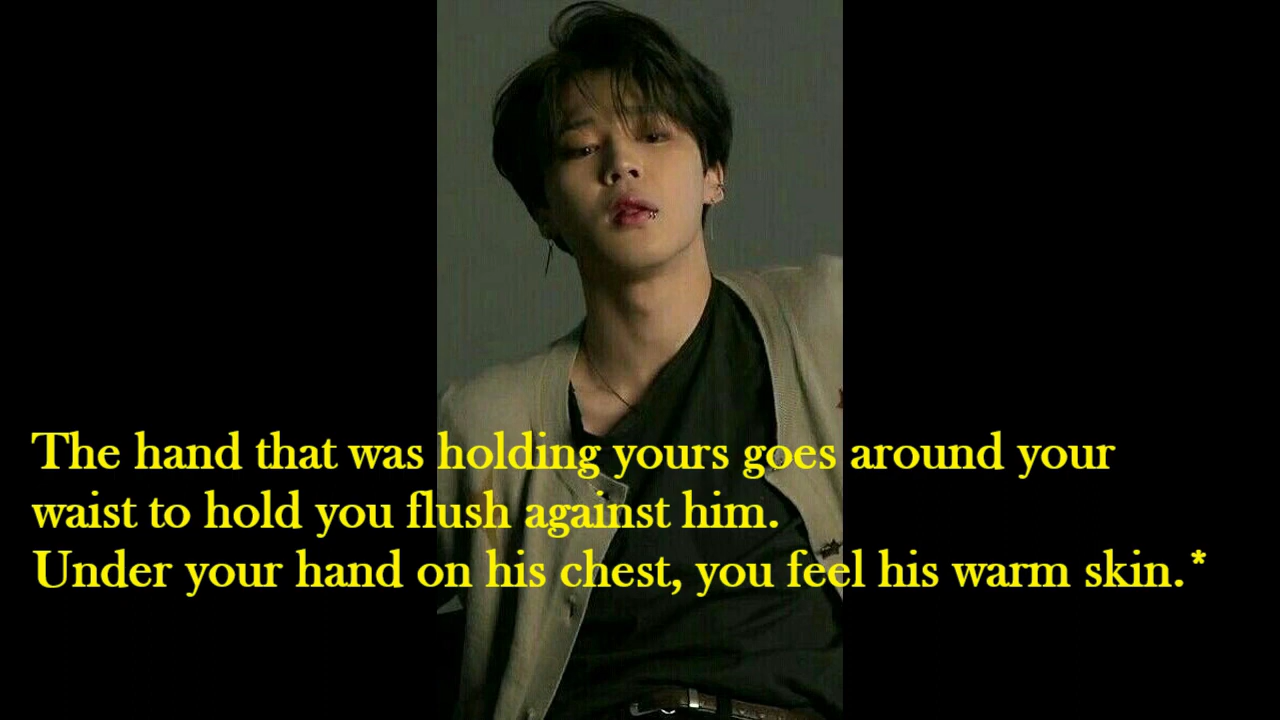 The hand that was holding yours goes around your
waist to hold you flush against him.
Under your hand on his chest, you feel his warm skin.*